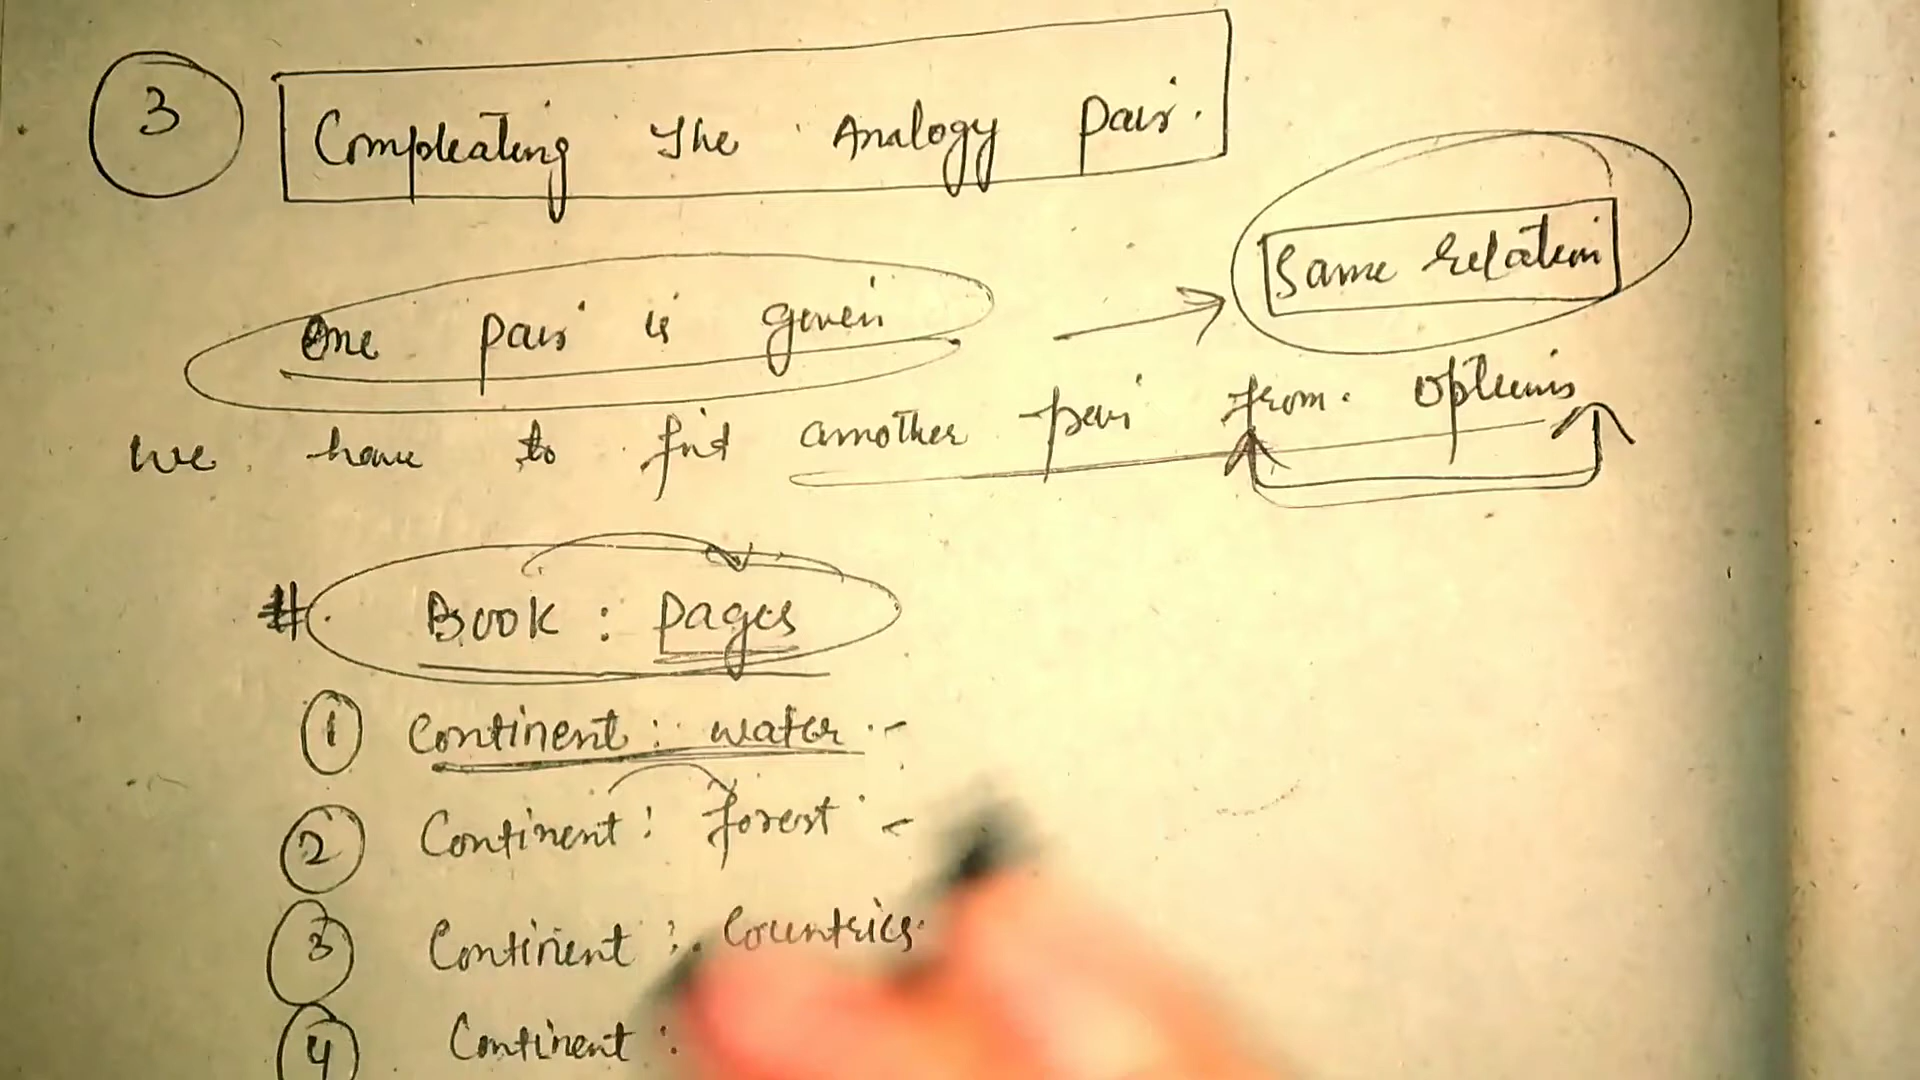 3 Compleating The Analogy Pair.
One pair is given → Same relation
we have to find another pair from options
# Book : Pages
1 Continent : water -
2 Continent : forest -
3 Continent : Countries
4 Continent :